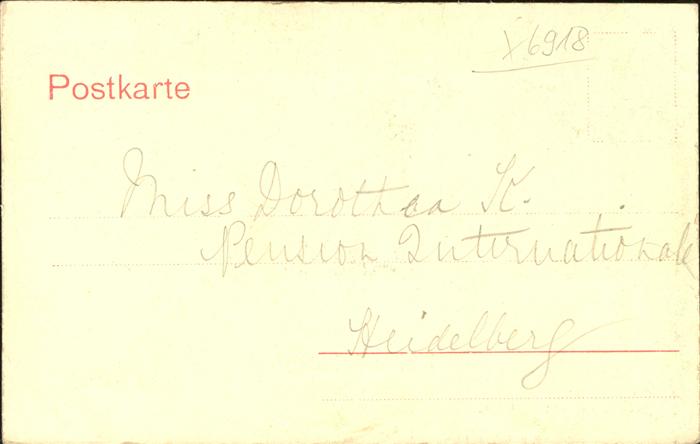 x6918
Postkarte
Miss Dorothea K.
Pension Internationale
Heidelberg